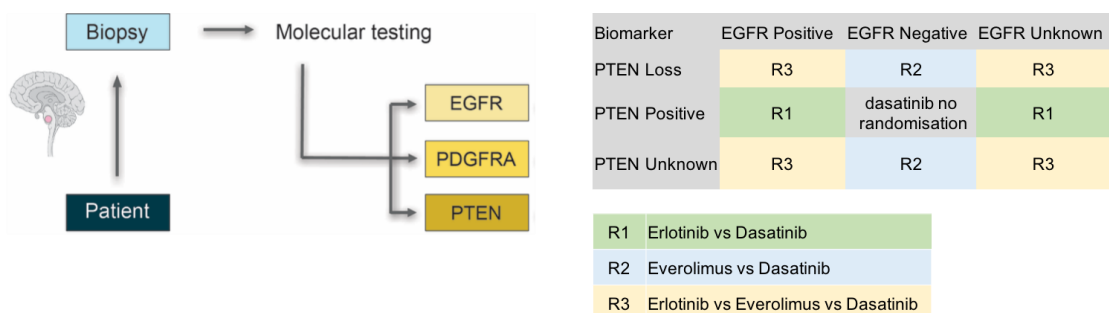 Biopsy
Molecular testing
EGFR
PDGFRA
PTEN
Patient
Biomarker EGFR Positive EGFR Negative EGFR Unknown
PTEN Loss R3 R2 R3
PTEN Positive R1 dasatinib no randomisation R1
PTEN Unknown R3 R2 R3
R1 Erlotinib vs Dasatinib
R2 Everolimus vs Dasatinib
R3 Erlotinib vs Everolimus vs Dasatinib